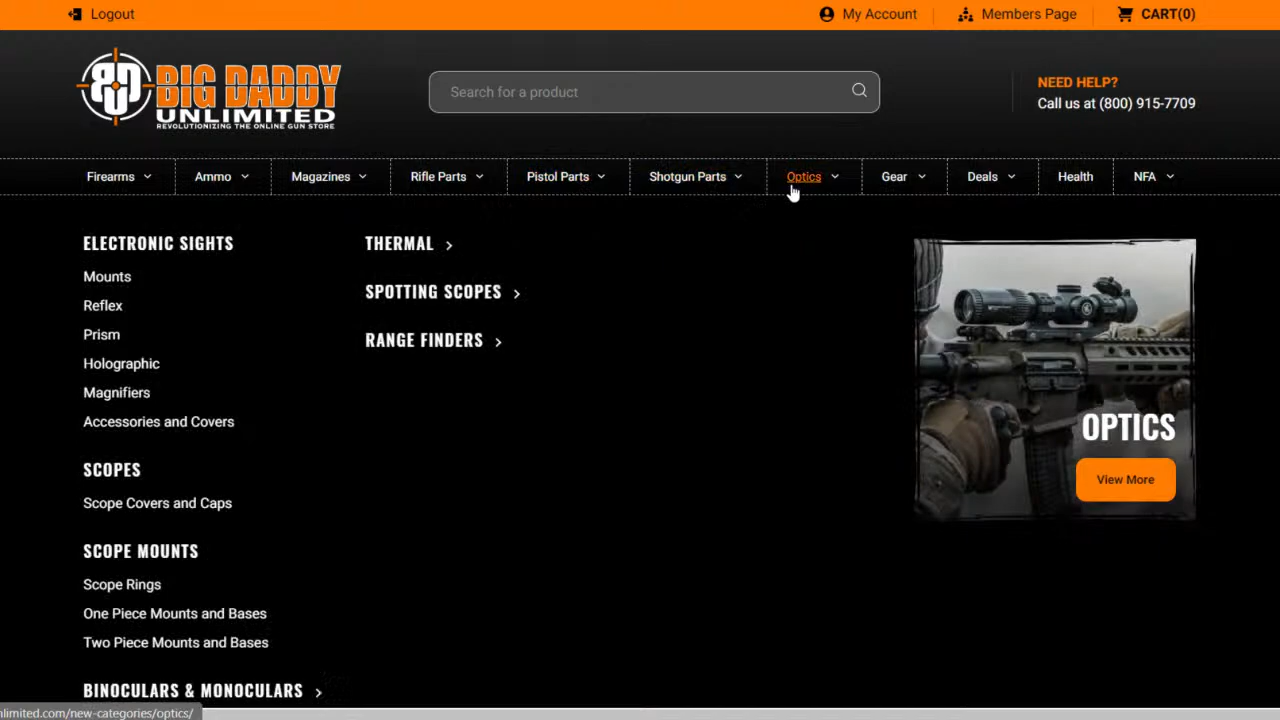 Logout
My Account
Members Page
CART(0)
BIG DADDY
UNLIMITED
REVOLUTIONIZING THE ONLINE GUN STORE
Search for a product
NEED HELP?
Call us at (800) 915-7709
Firearms
Ammo
Magazines
Rifle Parts
Pistol Parts
Shotgun Parts
Optics
Gear
Deals
Health
NFA
ELECTRONIC SIGHTS
Mounts
Reflex
Prism
Holographic
Magnifiers
Accessories and Covers
SCOPES
Scope Covers and Caps
SCOPE MOUNTS
Scope Rings
One Piece Mounts and Bases
Two Piece Mounts and Bases
BINOCULARS & MONOCULARS
THERMAL
SPOTTING SCOPES
RANGE FINDERS
OPTICS
View More
nlimited.com/new-categories/optics/